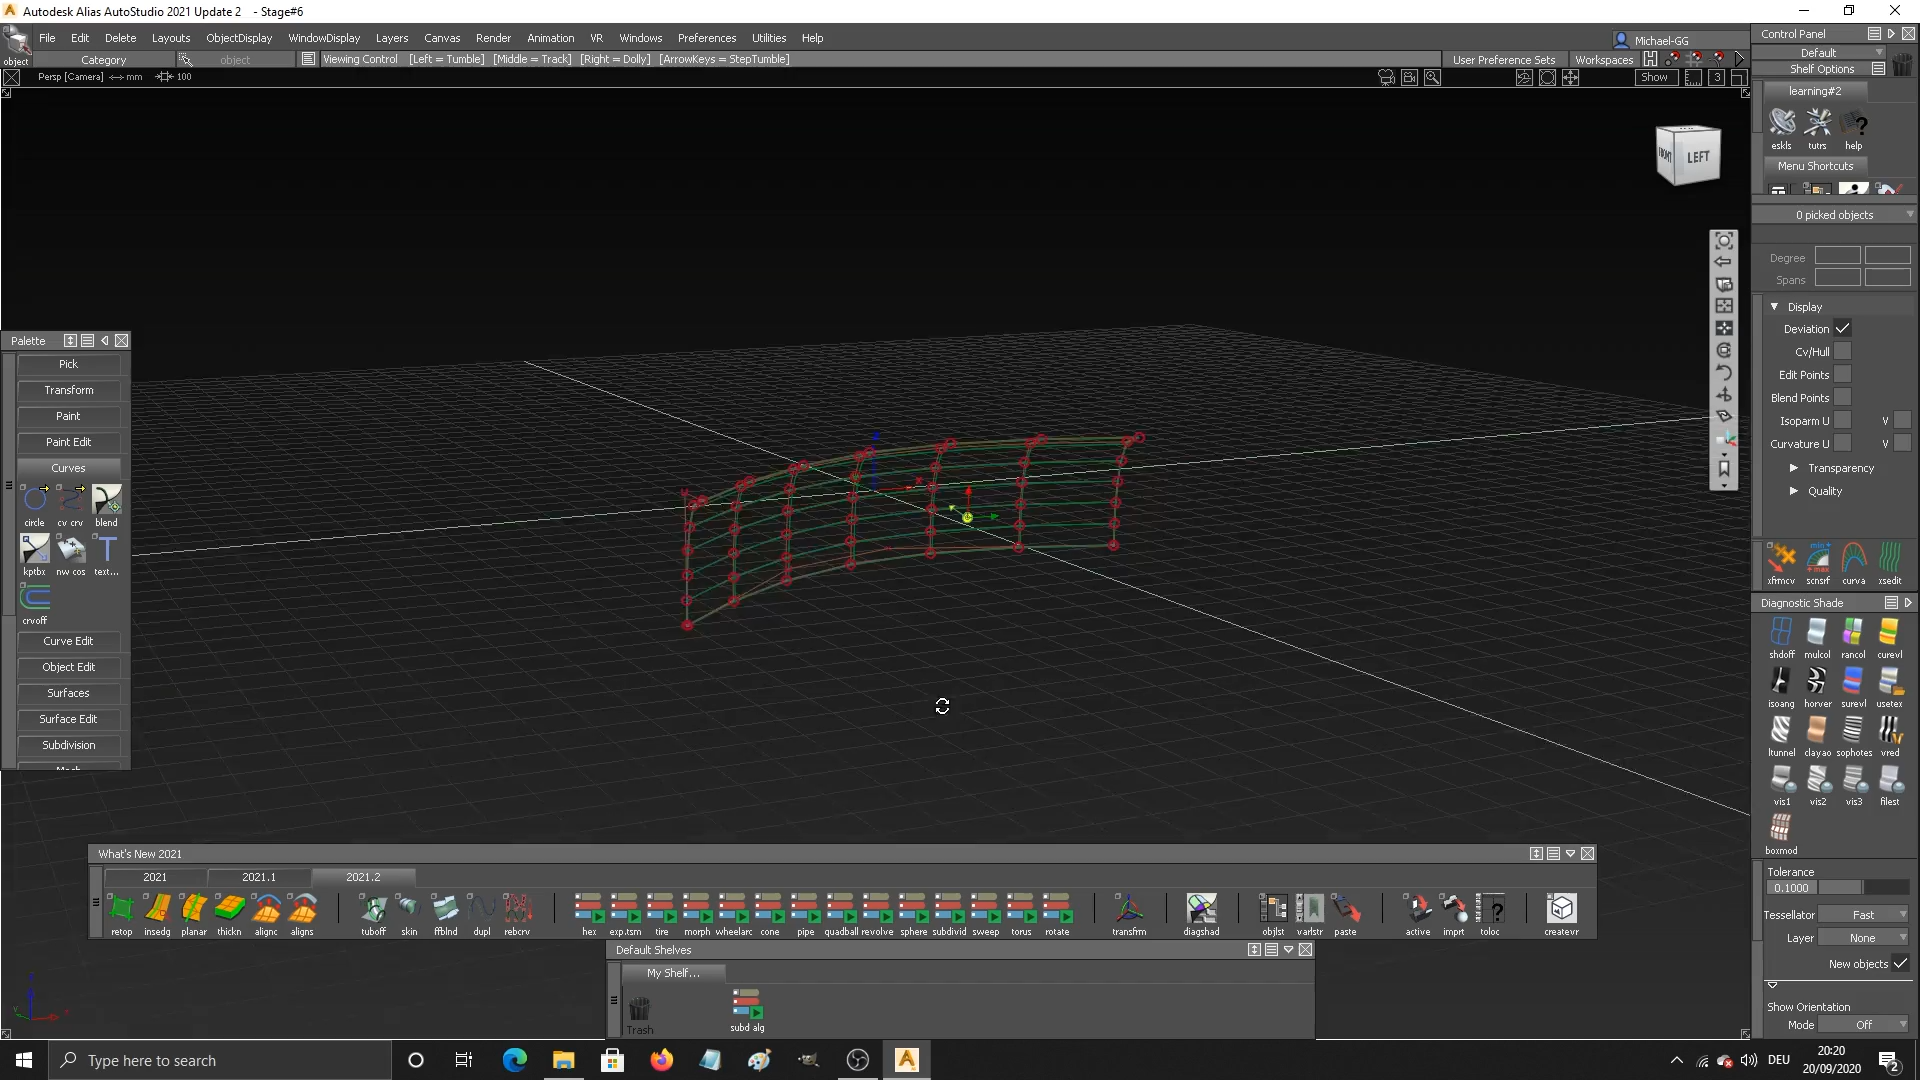 Autodesk Alias AutoStudio 2021 Update 2 - Stage#6
File Edit Delete Layouts ObjectDisplay WindowDisplay Layers Canvas Render Animation VR Windows Preferences Utilities Help
Michael-GG
object Category object Viewing Control [Left = Tumble] [Middle = Track] [Right = Dolly] [ArrowKeys = StepTumble] User Preference Sets Workspaces
Persp [Camera] mm 100 Show 3
FRONT LEFT
Control Panel
Default
Shelf Options
learning#2
eskls tutrs help
Menu Shortcuts
0 picked objects
Degree
Spans
Display
Deviation
Cv/Hull
Edit Points
Blend Points
Isoparm U V
Curvature U V
Transparency
Quality
xfrmcv scnsrf curva xsedit
Diagnostic Shade
shdoff mulcol rancol curevl
isoang horver surevl usetex
ltunnel clayao sophotes vred
vis1 vis2 vis3 filest
boxmod
Tolerance
0.1000
Tessellator Fast
Layer None
New objects
Show Orientation
Mode Off
Palette
Pick
Transform
Paint
Paint Edit
Curves
circle cv crv blend
kptbx nw cos text...
crvoff
Curve Edit
Object Edit
Surfaces
Surface Edit
Subdivision
What's New 2021
2021 2021.1 2021.2
retop insedg planar thickn alignc aligns tuboff skin ffblnd dupl rebcrv hex exp.tsm tire morph wheelarc cone pipe quadball revolve sphere subdivid sweep torus rotate transfrm diagshad objlst varlstr paste active imprt toloc createvr
Default Shelves
My Shelf...
Trash subd alg
Type here to search
DEU
20:20
20/09/2020
2